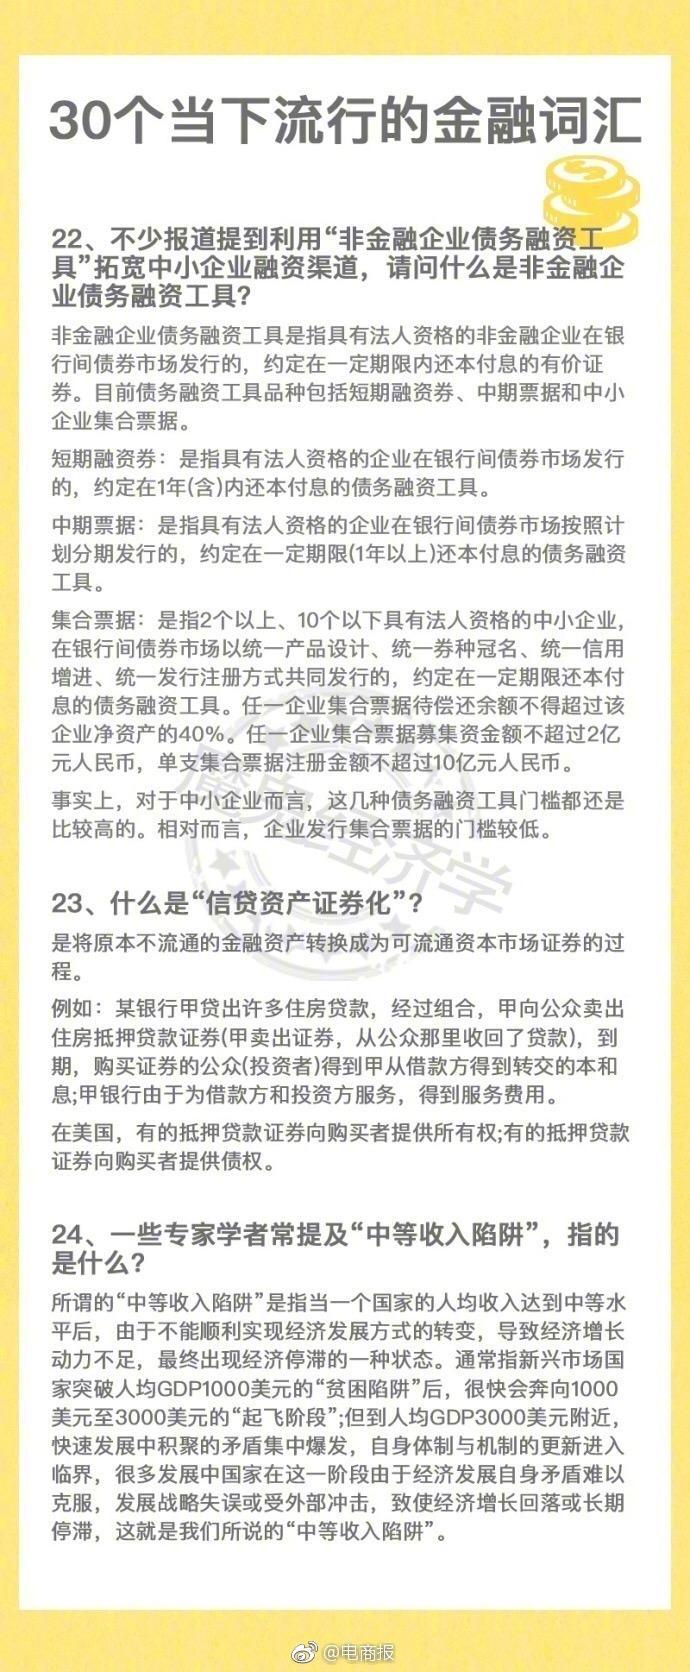 30个当下流行的金融词汇
22、不少报道提到利用“非金融企业债务融资工
具”拓宽中小企业融资渠道，请问什么是非金融企
业债务融资工具？
非金融企业债务融资工具是指具有法人资格的非金融企业在银
行间债券市场发行的，约定在一定期限内还本付息的有价证
券。目前债务融资工具品种包括短期融资券、中期票据和中小
企业集合票据。
短期融资券：是指具有法人资格的企业在银行间债券市场发行
的，约定在1年(含)内还本付息的债务融资工具。
中期票据：是指具有法人资格的企业在银行间债券市场按照计
划分期发行的，约定在一定期限(1年以上)还本付息的债务融资
工具。
集合票据：是指2个以上、10个以下具有法人资格的中小企业，
在银行间债券市场以统一产品设计、统一券种冠名、统一信用
增进、统一发行注册方式共同发行的，约定在一定期限还本付
息的债务融资工具。任一企业集合票据待偿还余额不得超过该
企业净资产的40%。任一企业集合票据募集资金额不超过2亿
元人民币，单支集合票据注册金额不超过10亿元人民币。
事实上，对于中小企业而言，这几种债务融资工具门槛都还是
比较高的。相对而言，企业发行集合票据的门槛较低。
魔鬼经济学
23、什么是“信贷资产证券化”？
是将原本不流通的金融资产转换成为可流通资本市场证券的过
程。
例如：某银行甲贷出许多住房贷款，经过组合，甲向公众卖出
住房抵押贷款证券(甲卖出证券，从公众那里收回了贷款)，到
期，购买证券的公众(投资者)得到甲从借款方得到转交的本和
息;甲银行由于为借款方和投资方服务，得到服务费用。
在美国，有的抵押贷款证券向购买者提供所有权;有的抵押贷款
证券向购买者提供债权。
24、一些专家学者常提及“中等收入陷阱”，指的
是什么？
所谓的“中等收入陷阱”是指当一个国家的人均收入达到中等水
平后，由于不能顺利实现经济发展方式的转变，导致经济增长
动力不足，最终出现经济停滞的一种状态。通常指新兴市场国
家突破人均GDP1000美元的“贫困陷阱”后，很快会奔向1000
美元至3000美元的“起飞阶段”;但到人均GDP3000美元附近，
快速发展中积聚的矛盾集中爆发，自身体制与机制的更新进入
临界，很多发展中国家在这一阶段由于经济发展自身矛盾难以
克服，发展战略失误或受外部冲击，致使经济增长回落或长期
停滞，这就是我们所说的“中等收入陷阱”。
@电商报